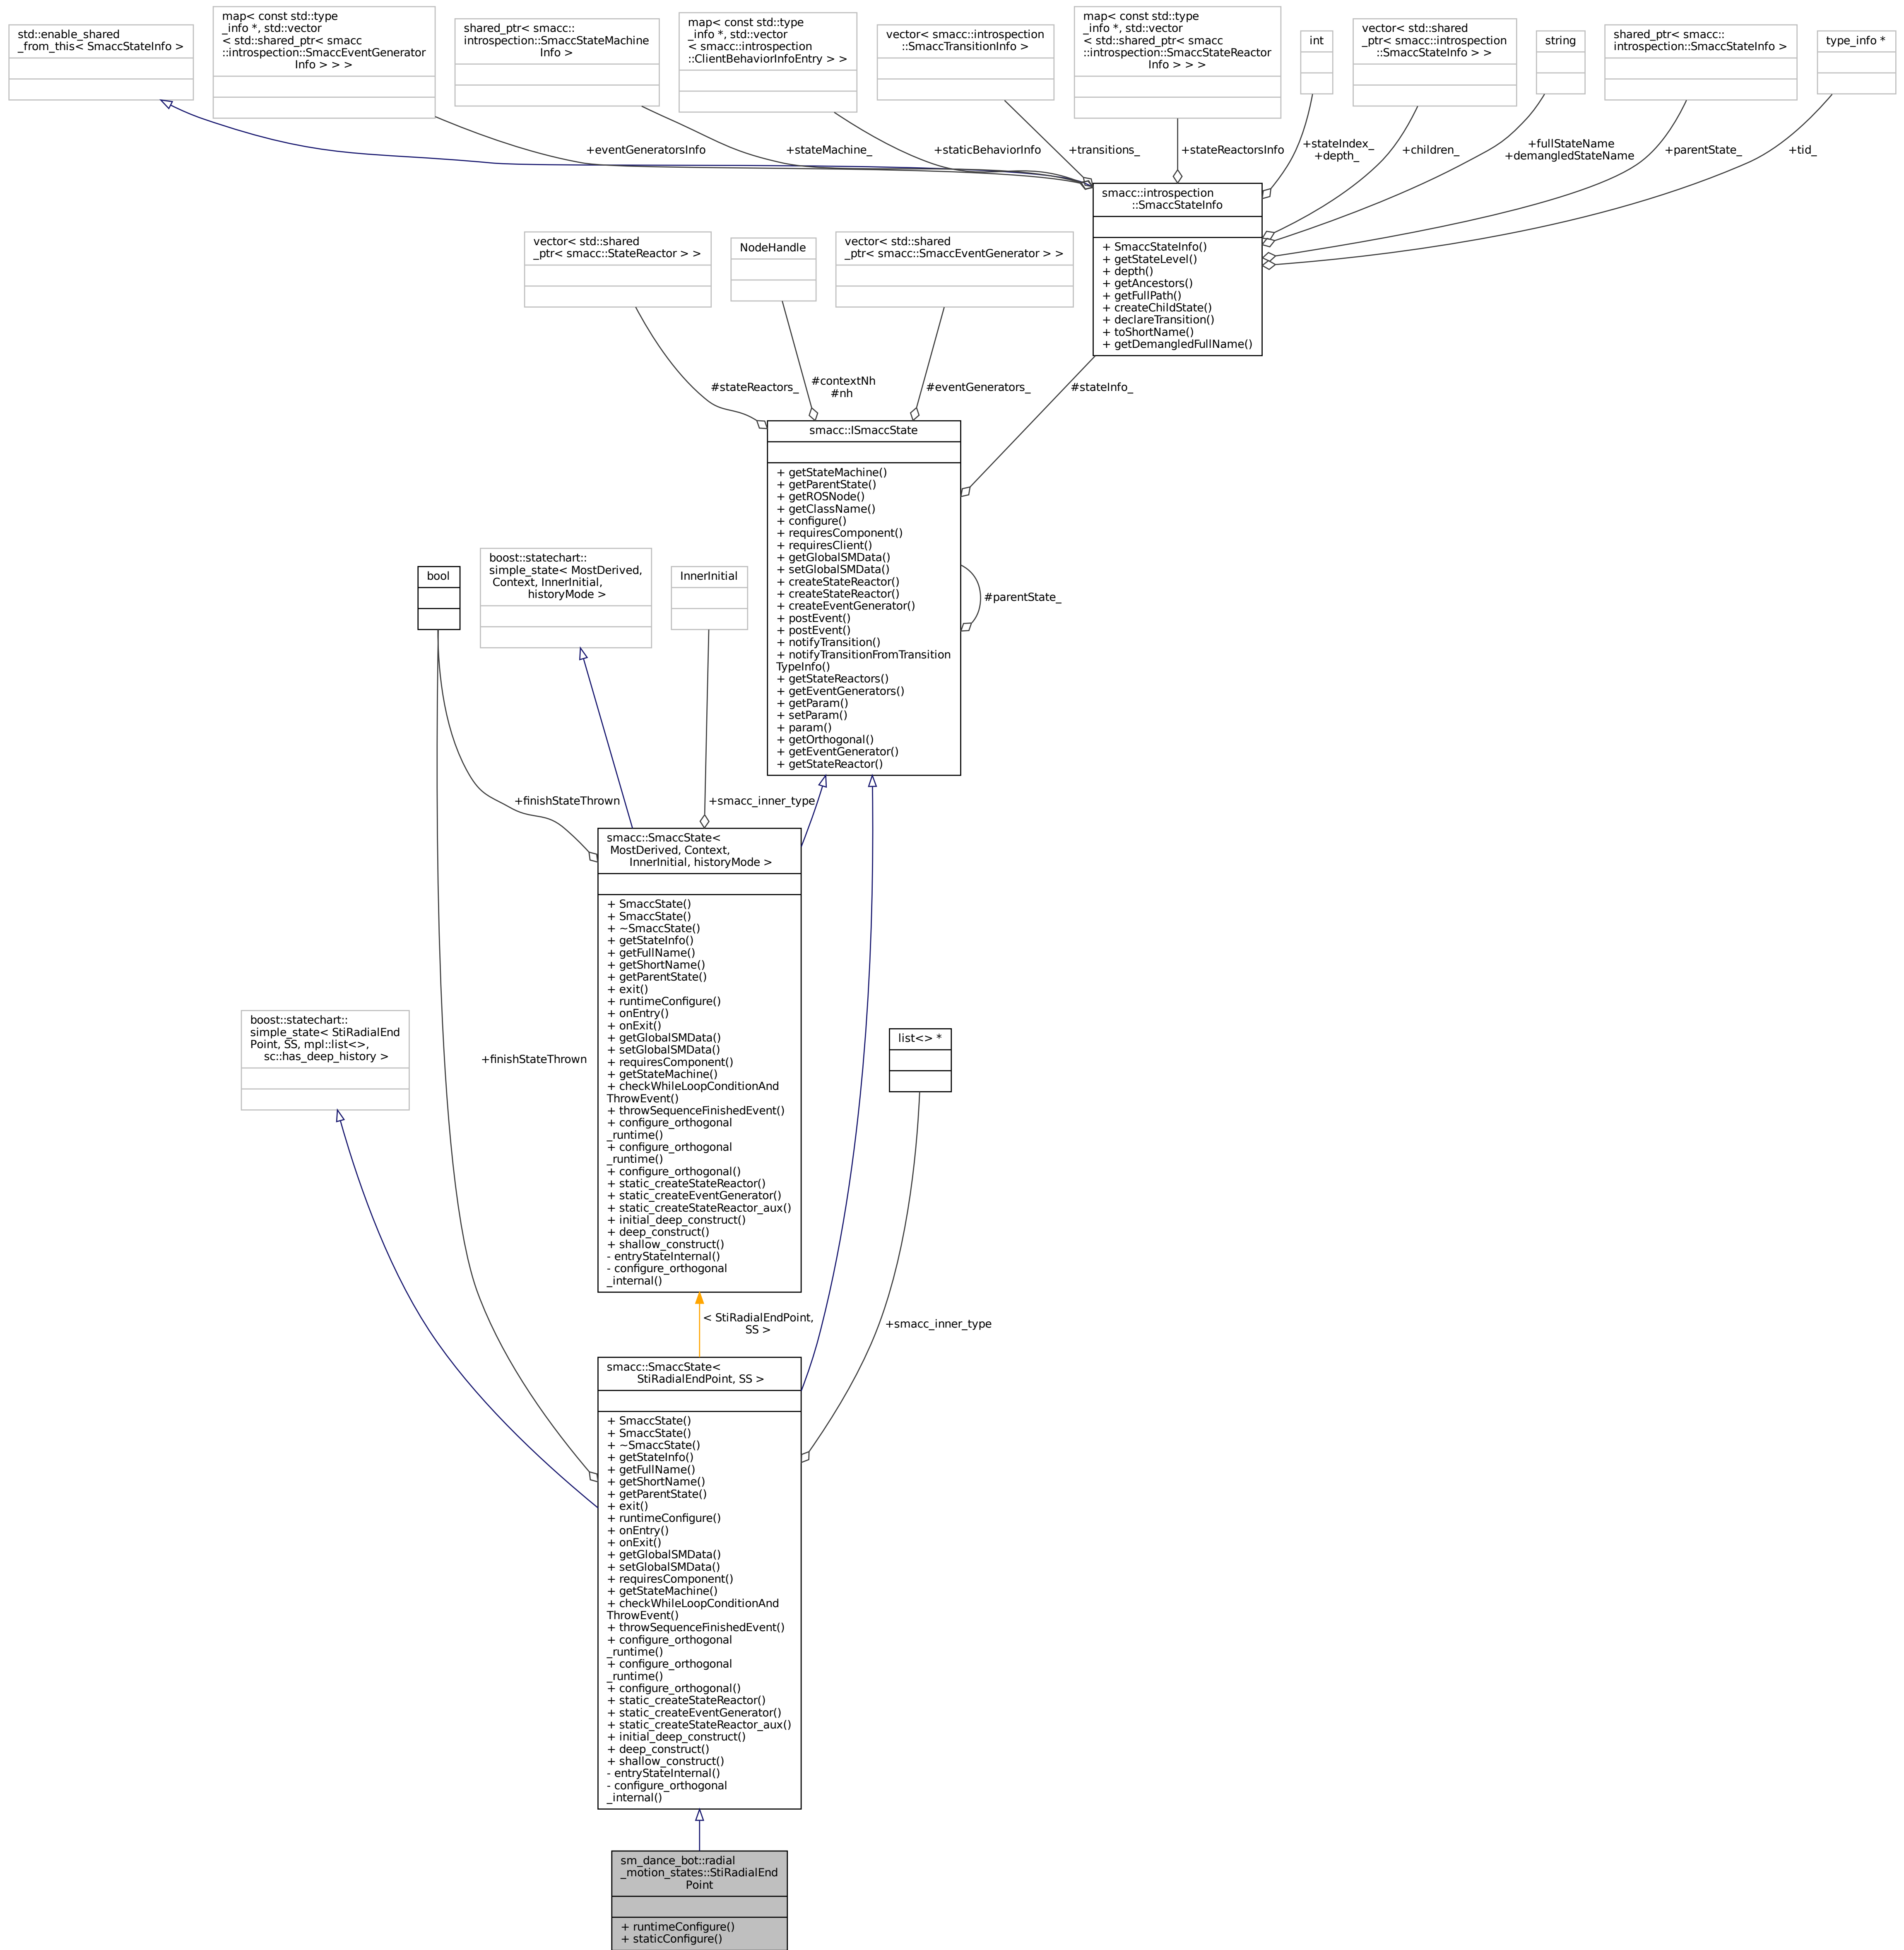 std::enable_shared
_from_this< SmaccStateInfo >
map< const std::type
_info *, std::vector
< std::shared_ptr< smacc
::introspection::SmaccEventGenerator
Info > > >
shared_ptr< smacc::
introspection::SmaccStateMachine
Info >
map< const std::type
_info *, std::vector
< smacc::introspection
::ClientBehaviorInfoEntry > >
vector< smacc::introspection
::SmaccTransitionInfo >
map< const std::type
_info *, std::vector
< std::shared_ptr< smacc
::introspection::SmaccStateReactor
Info > > >
int
vector< std::shared
_ptr< smacc::introspection
::SmaccStateInfo > >
string
shared_ptr< smacc::
introspection::SmaccStateInfo >
type_info *
+eventGeneratorsInfo
+stateMachine_
+staticBehaviorInfo
+transitions_
+stateReactorsInfo
+stateIndex_
+depth_
+children_
+fullStateName
+demangledStateName
+parentState_
+tid_
smacc::introspection
::SmaccStateInfo
+ SmaccStateInfo()
+ getStateLevel()
+ depth()
+ getAncestors()
+ getFullPath()
+ createChildState()
+ declareTransition()
+ toShortName()
+ getDemangledFullName()
vector< std::shared
_ptr< smacc::StateReactor > >
NodeHandle
vector< std::shared
_ptr< smacc::SmaccEventGenerator > >
#stateReactors_
#contextNh
#nh
#eventGenerators_
#stateInfo_
smacc::ISmaccState
+ getStateMachine()
+ getParentState()
+ getROSNode()
+ getClassName()
+ configure()
+ requiresComponent()
+ requiresClient()
+ getGlobalSMData()
+ setGlobalSMData()
+ createStateReactor()
+ createStateReactor()
+ createEventGenerator()
+ postEvent()
+ postEvent()
+ notifyTransition()
+ notifyTransitionFromTransition
TypeInfo()
+ getStateReactors()
+ getEventGenerators()
+ getParam()
+ setParam()
+ param()
+ getOrthogonal()
+ getEventGenerator()
+ getStateReactor()
#parentState_
bool
boost::statechart::
simple_state< MostDerived,
Context, InnerInitial,
historyMode >
InnerInitial
+finishStateThrown
+smacc_inner_type
smacc::SmaccState<
MostDerived, Context,
InnerInitial, historyMode >
+ SmaccState()
+ SmaccState()
+ ~SmaccState()
+ getStateInfo()
+ getFullName()
+ getShortName()
+ getParentState()
+ exit()
+ runtimeConfigure()
+ onEntry()
+ onExit()
+ getGlobalSMData()
+ setGlobalSMData()
+ requiresComponent()
+ getStateMachine()
+ checkWhileLoopConditionAnd
ThrowEvent()
+ throwSequenceFinishedEvent()
+ configure_orthogonal
_runtime()
+ configure_orthogonal
_runtime()
+ configure_orthogonal()
+ static_createStateReactor()
+ static_createEventGenerator()
+ static_createStateReactor_aux()
+ initial_deep_construct()
+ deep_construct()
+ shallow_construct()
- entryStateInternal()
- configure_orthogonal
_internal()
boost::statechart::
simple_state< StiRadialEnd
Point, SS, mpl::list<>,
sc::has_deep_history >
+finishStateThrown
list<> *
< StiRadialEndPoint,
SS >
+smacc_inner_type
smacc::SmaccState<
StiRadialEndPoint, SS >
+ SmaccState()
+ SmaccState()
+ ~SmaccState()
+ getStateInfo()
+ getFullName()
+ getShortName()
+ getParentState()
+ exit()
+ runtimeConfigure()
+ onEntry()
+ onExit()
+ getGlobalSMData()
+ setGlobalSMData()
+ requiresComponent()
+ getStateMachine()
+ checkWhileLoopConditionAnd
ThrowEvent()
+ throwSequenceFinishedEvent()
+ configure_orthogonal
_runtime()
+ configure_orthogonal
_runtime()
+ configure_orthogonal()
+ static_createStateReactor()
+ static_createEventGenerator()
+ static_createStateReactor_aux()
+ initial_deep_construct()
+ deep_construct()
+ shallow_construct()
- entryStateInternal()
- configure_orthogonal
_internal()
sm_dance_bot::radial
_motion_states::StiRadialEnd
Point
+ runtimeConfigure()
+ staticConfigure()